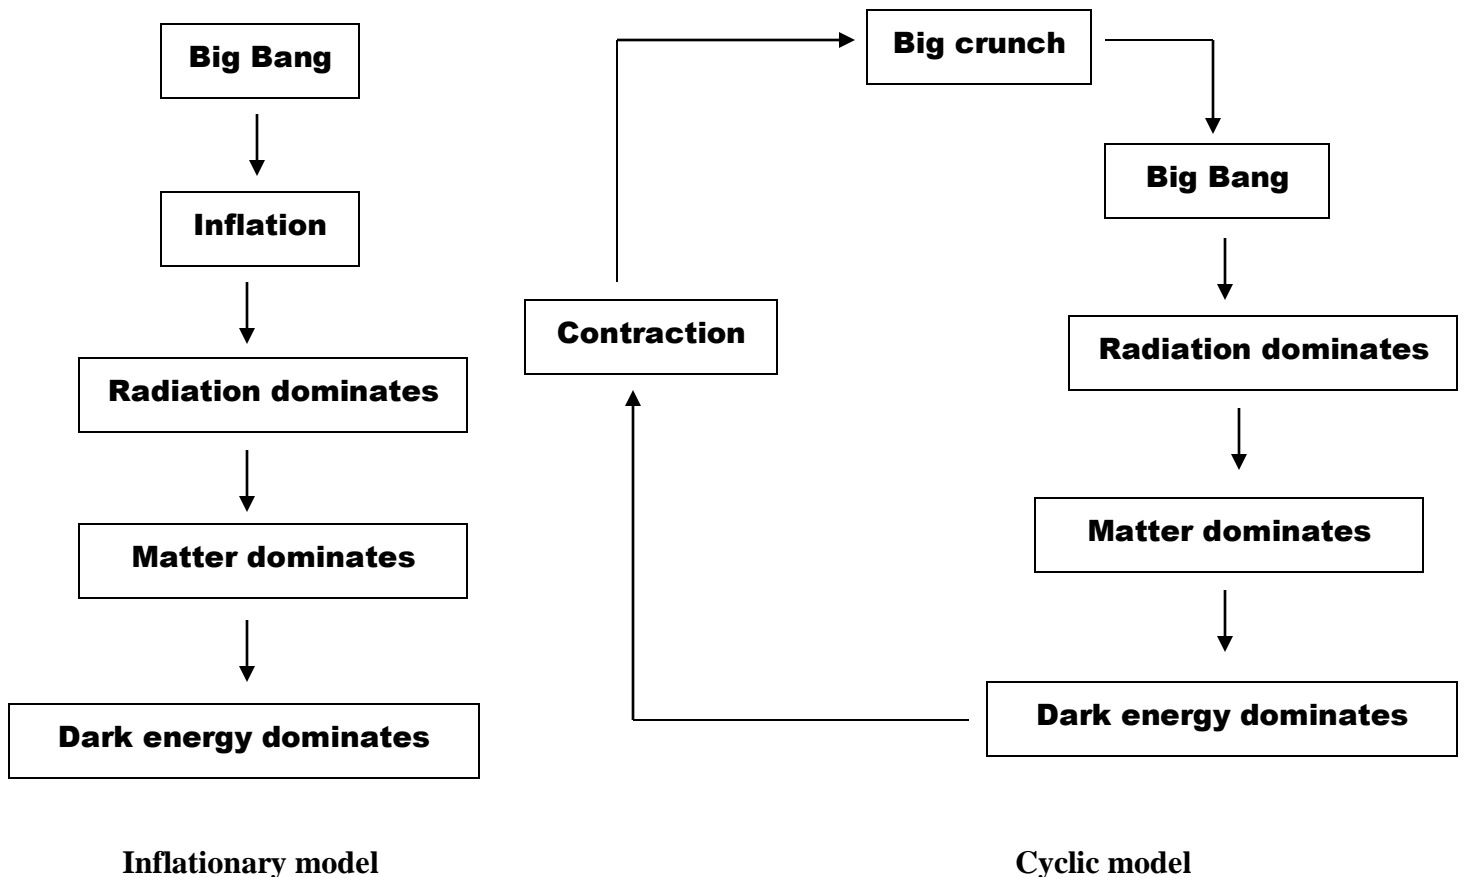 Big Bang
Inflation
Radiation dominates
Matter dominates
Dark energy dominates
Inflationary model
Big crunch
Big Bang
Radiation dominates
Matter dominates
Dark energy dominates
Contraction
Cyclic model